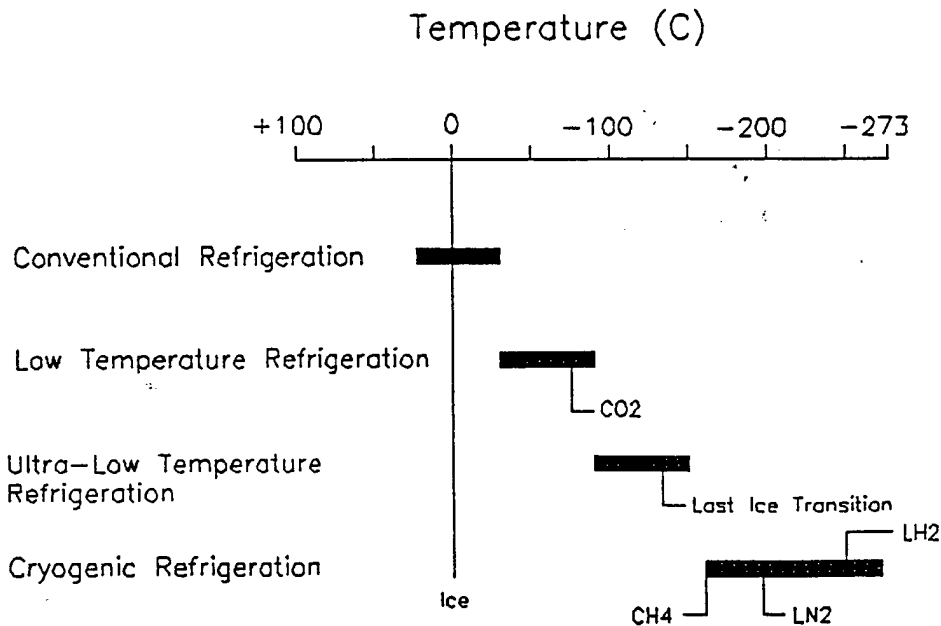 Temperature (C)
+100 0 -100 -200 -273
Conventional Refrigeration
Low Temperature Refrigeration
CO2
Ultra-Low Temperature
Refrigeration
Last Ice Transition
LH2
Cryogenic Refrigeration
Ice
CH4 LN2